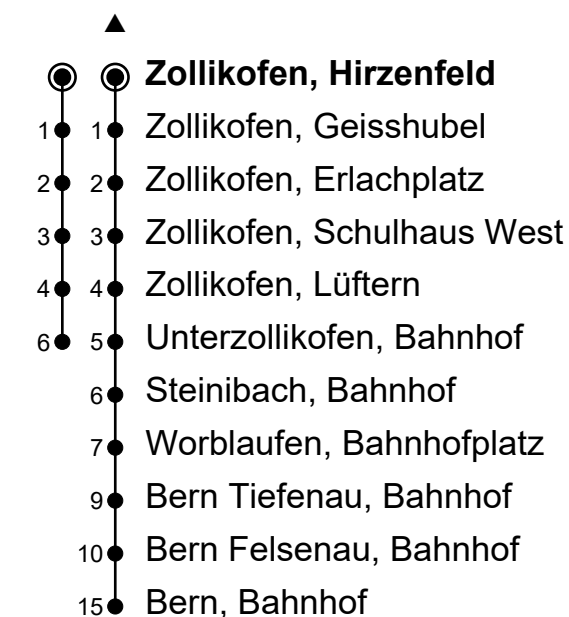 ▲
Zollikofen, Hirzenfeld
1 1 Zollikofen, Geisshubel
2 2 Zollikofen, Erlachplatz
3 3 Zollikofen, Schulhaus West
4 4 Zollikofen, Lüftern
6 5 Unterzollikofen, Bahnhof
6 Steinibach, Bahnhof
7 Worblaufen, Bahnhofplatz
9 Bern Tiefenau, Bahnhof
10 Bern Felsenau, Bahnhof
15 Bern, Bahnhof